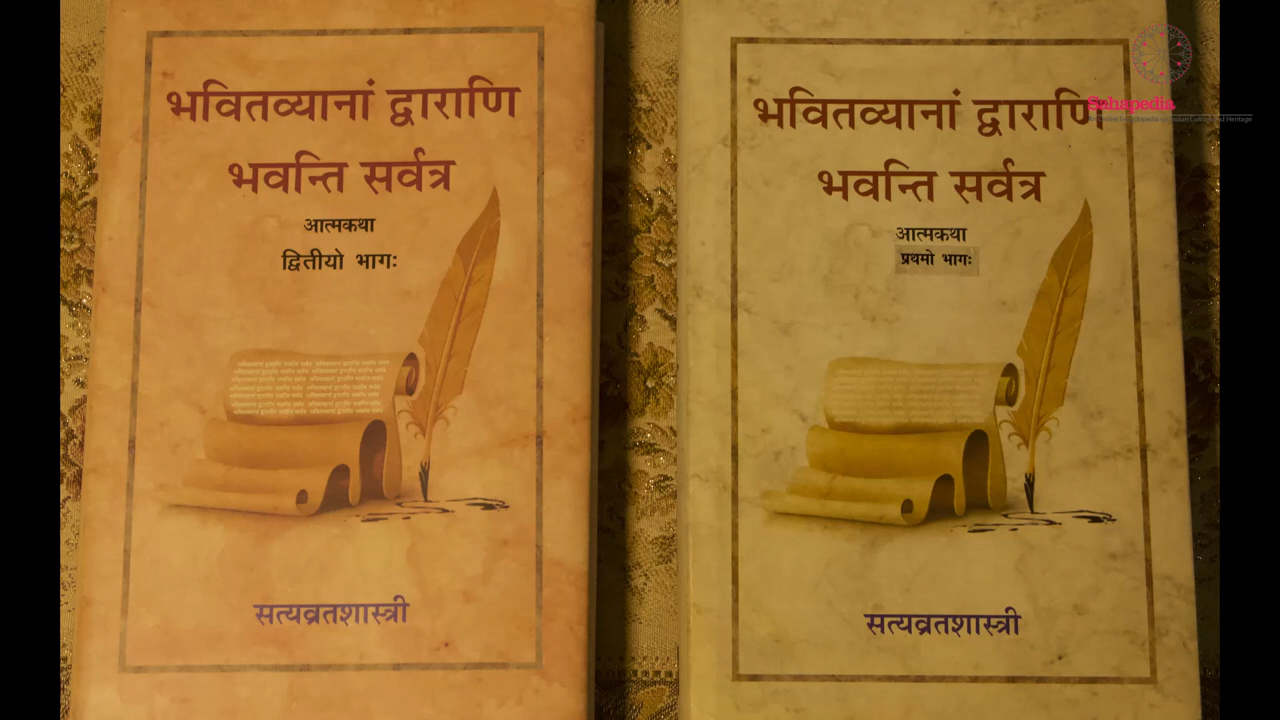 भवितव्यानां द्वाराणि
भवन्ति सर्वत्र
आत्मकथा
द्वितीयो भागः
सत्यव्रतशास्त्री
भवितव्यानां द्वाराणि
भवन्ति सर्वत्र
आत्मकथा
प्रथमो भागः
सत्यव्रतशास्त्री
Sahapedia